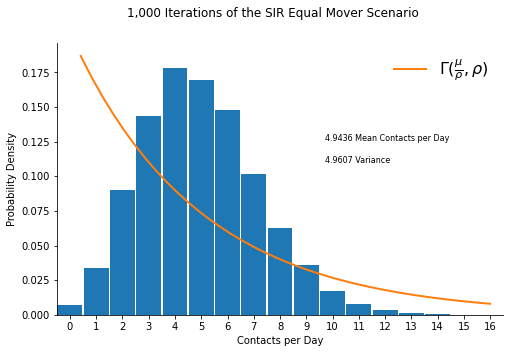 1,000 Iterations of the SIR Equal Mover Scenario
Γ(μ/ρ, ρ)
0.175
0.150
0.125
0.100
0.075
0.050
0.025
0.000
Probability Density
4.9436 Mean Contacts per Day
4.9607 Variance
0 1 2 3 4 5 6 7 8 9 10 11 12 13 14 15 16
Contacts per Day